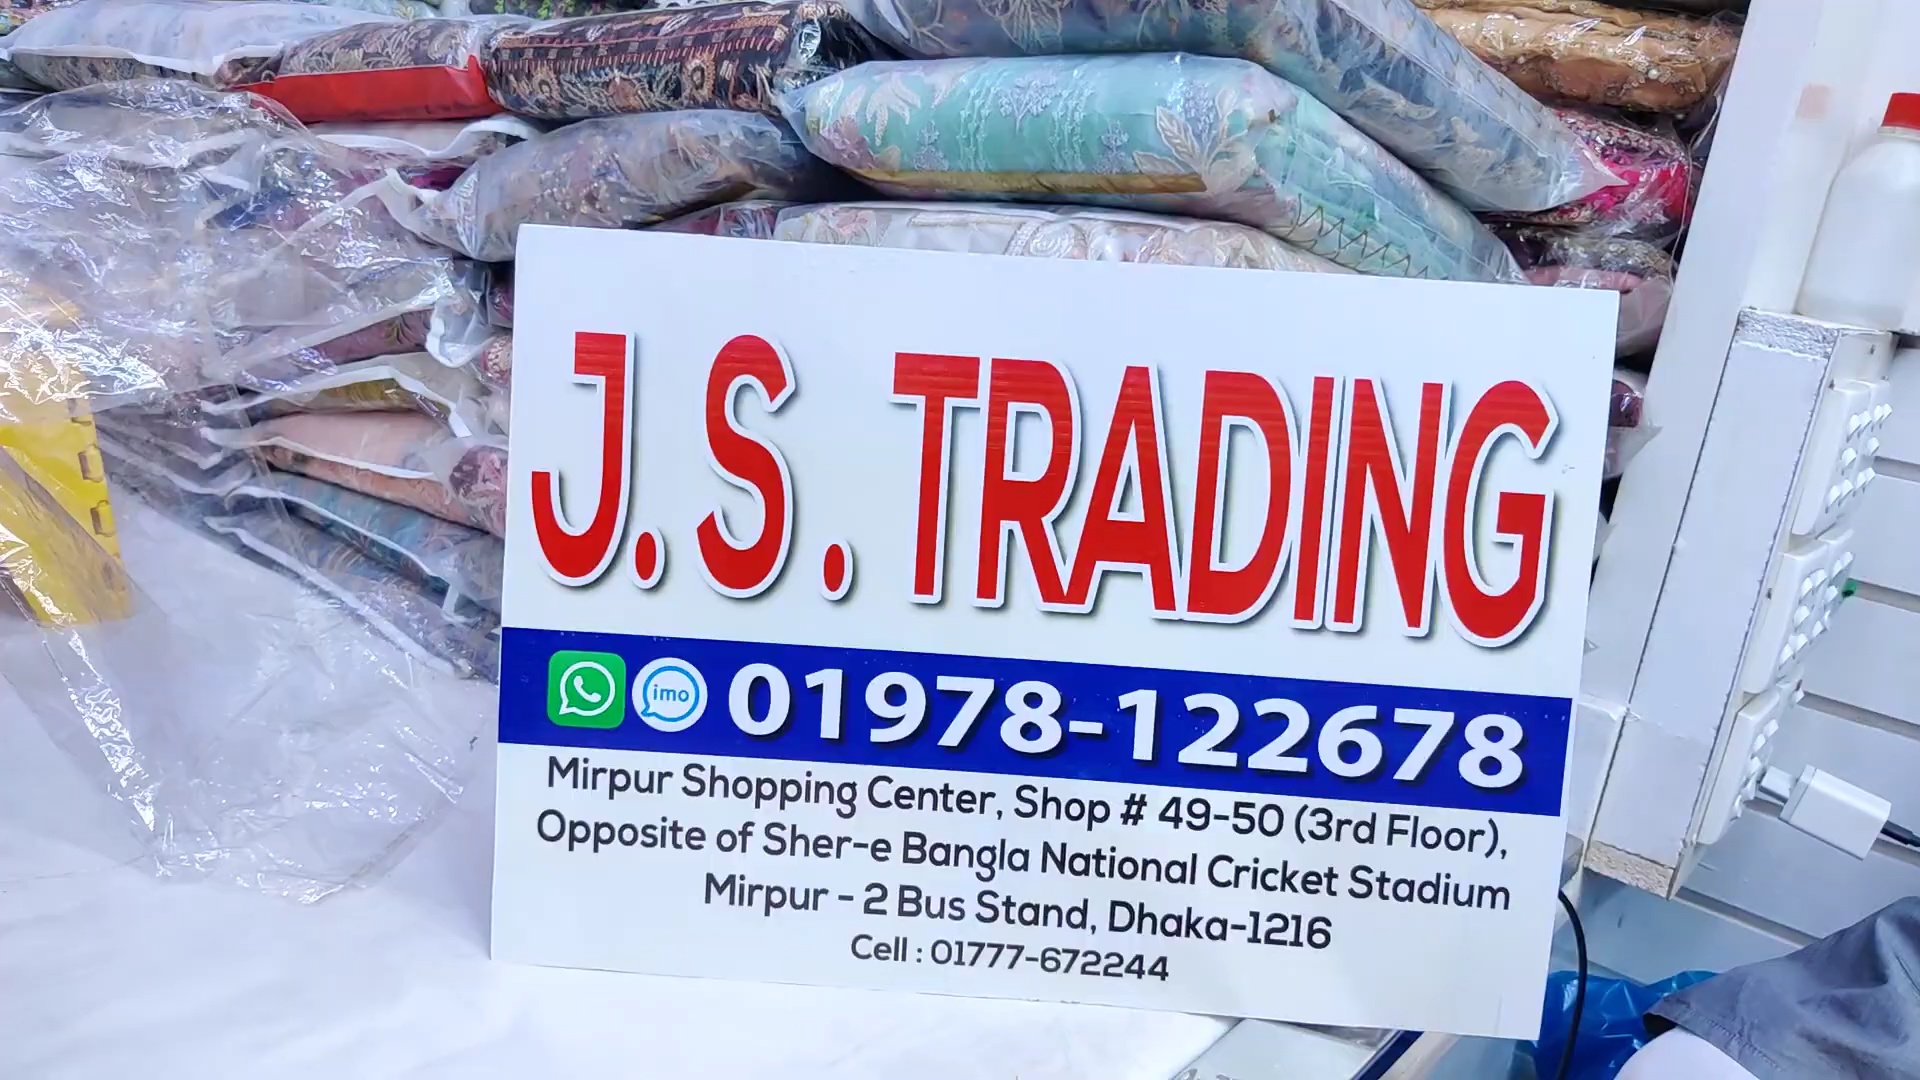 J. S. TRADING
imo 01978-122678
Mirpur Shopping Center, Shop # 49-50 (3rd Floor),
Opposite of Sher-e Bangla National Cricket Stadium
Mirpur - 2 Bus Stand, Dhaka-1216
Cell : 01777-672244